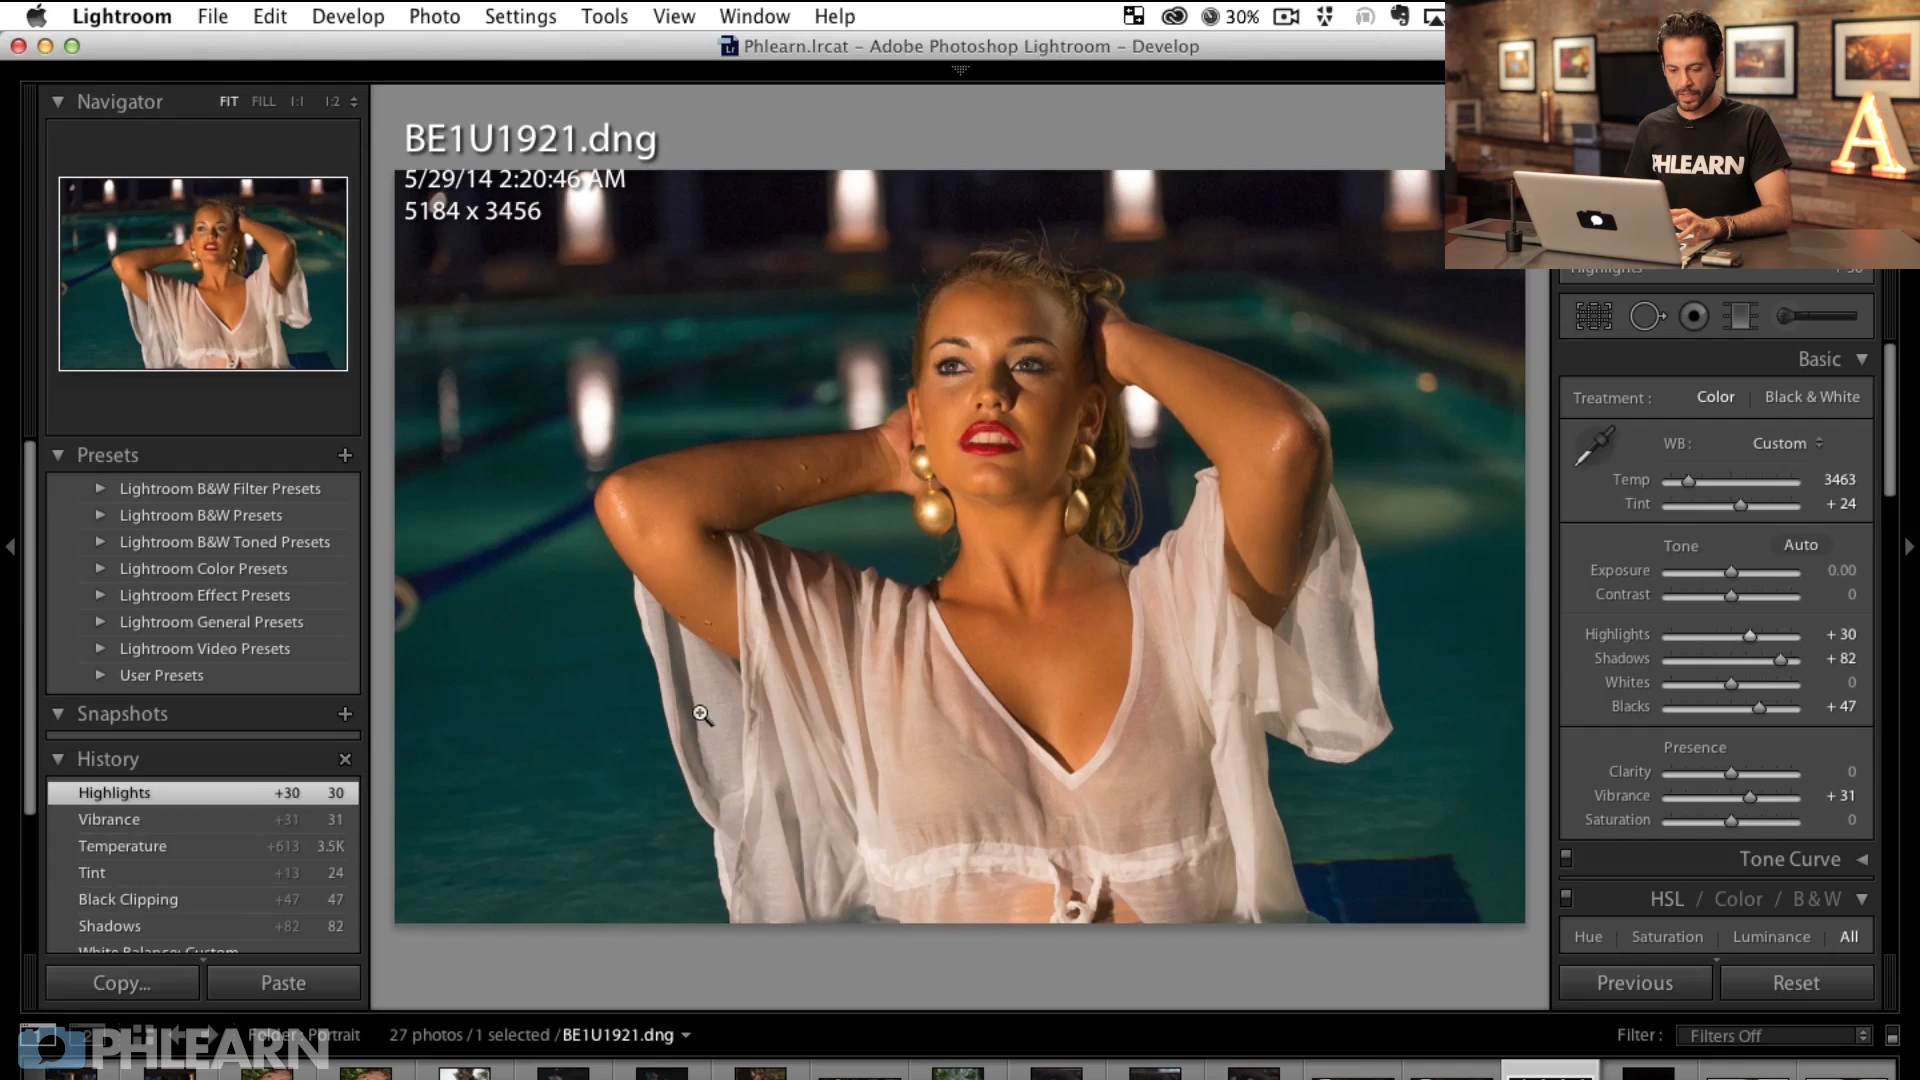 Lightroom File Edit Develop Photo Settings Tools View Window Help 30%
Phlearn.lrcat – Adobe Photoshop Lightroom – Develop
Navigator FIT FILL 1:1 1:2
BE1U1921.dng
5/29/14 2:20:46 AM
5184 x 3456
PHLEARN
A
Presets
Lightroom B&W Filter Presets
Lightroom B&W Presets
Lightroom B&W Toned Presets
Lightroom Color Presets
Lightroom Effect Presets
Lightroom General Presets
Lightroom Video Presets
User Presets
Snapshots
History
Highlights +30 30
Vibrance +31 31
Temperature +613 3.5K
Tint +13 24
Black Clipping +47 47
Shadows +82 82
White Balance: Custom
Copy... Paste
Basic
Treatment : Color Black & White
WB : Custom
Temp 3463
Tint + 24
Tone Auto
Exposure 0.00
Contrast 0
Highlights + 30
Shadows + 82
Whites 0
Blacks + 47
Presence
Clarity 0
Vibrance + 31
Saturation 0
Tone Curve
HSL / Color / B & W
Hue Saturation Luminance All
Previous Reset
Folder : Portrait 27 photos / 1 selected / BE1U1921.dng
Filter : Filters Off
PHLEARN